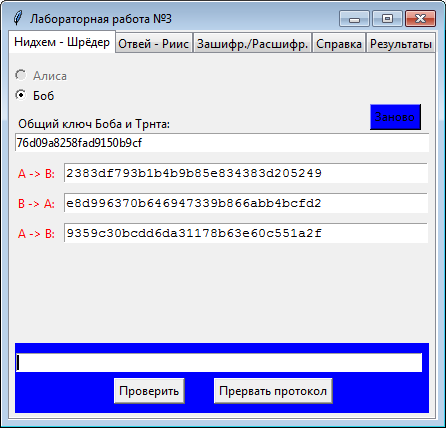 Лабораторная работа №3
Нидхем - Шрёдер Отвей - Риис Зашифр./Расшифр. Справка Результаты
Алиса
Боб
Заново
Общий ключ Боба и Трнта:
76d09a8258fad9150b9cf
A -> B: 2383df793b1b4b9b85e834383d205249
B -> A: e8d996370b646947339b866abb4bcfd2
A -> B: 9359c30bcdd6da31178b63e60c551a2f
Проверить Прервать протокол